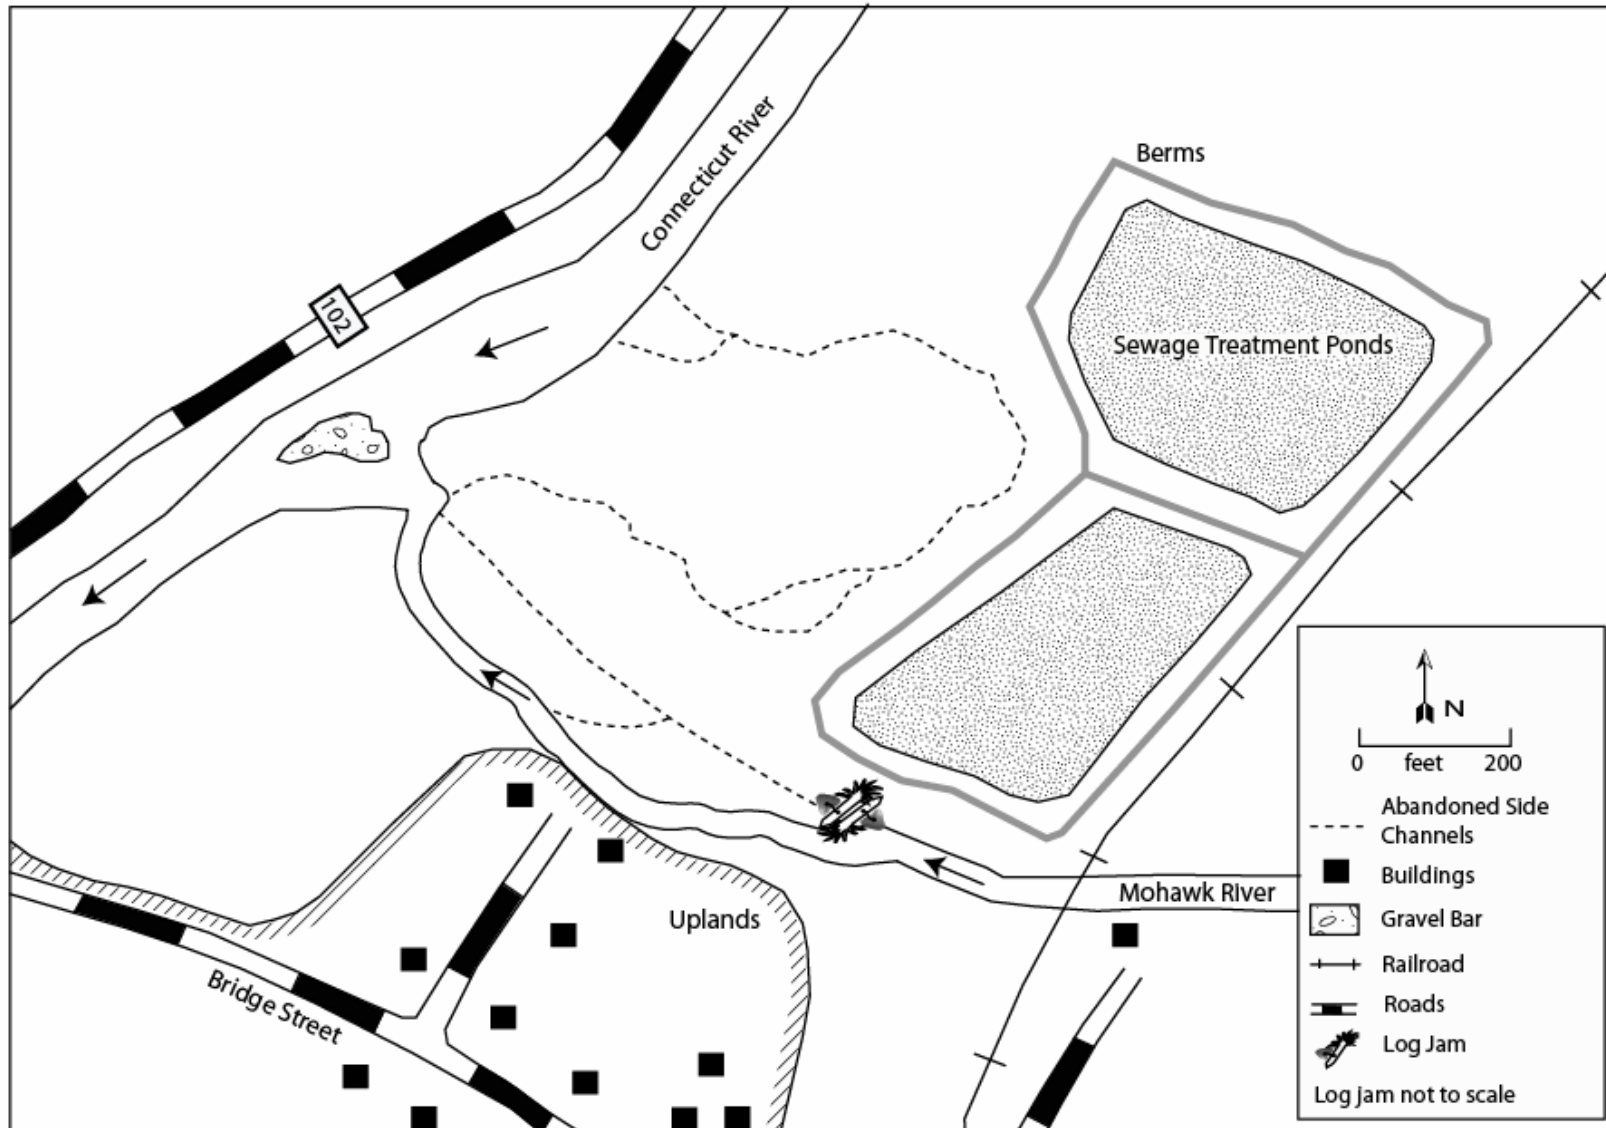 Berms
Connecticut River
102
Sewage Treatment Ponds
N
0 feet 200
Abandoned Side
Channels
Buildings
Mohawk River
Uplands
Gravel Bar
Railroad
Bridge Street
Roads
Log Jam
Log jam not to scale